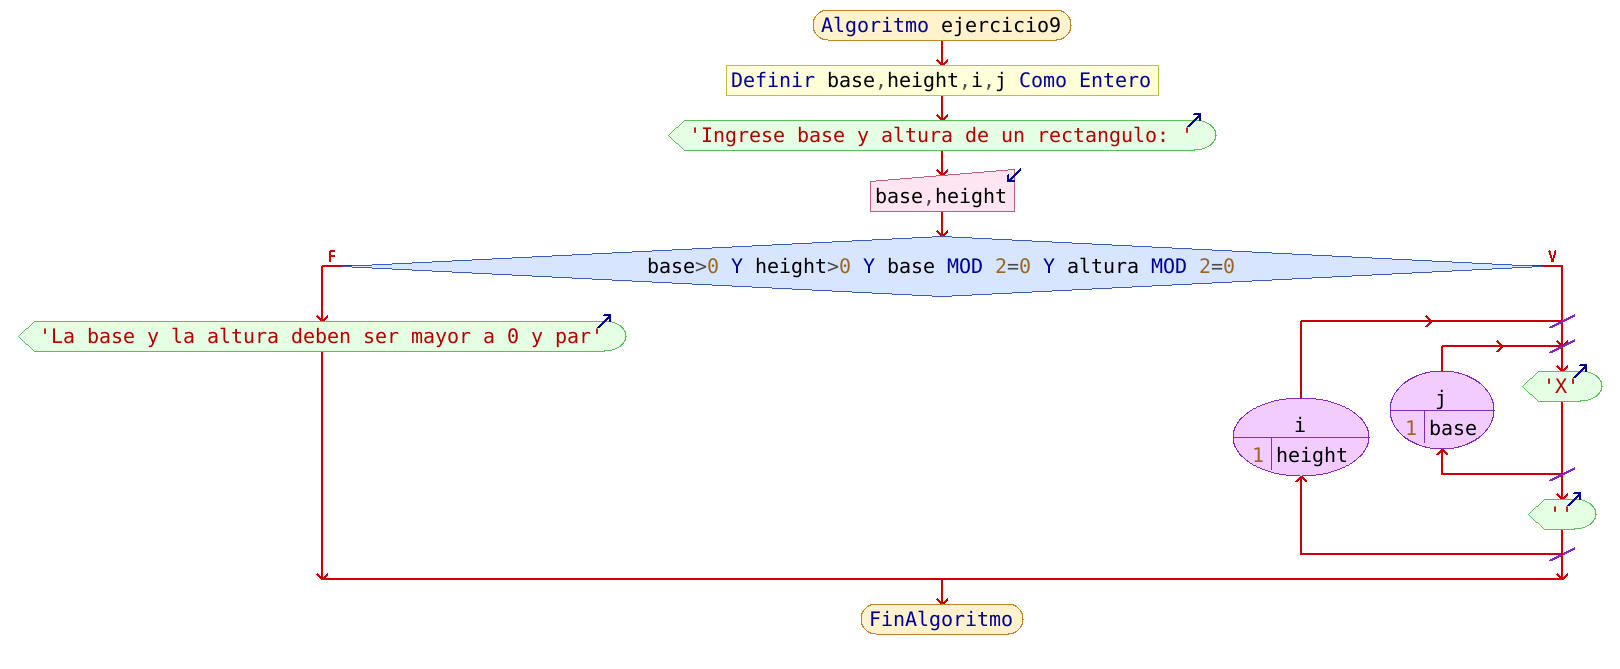 Algoritmo ejercicio9
Definir base,height,i,j Como Entero
'Ingrese base y altura de un rectangulo: '
base,height
base>0 Y height>0 Y base MOD 2=0 Y altura MOD 2=0
F
V
'La base y la altura deben ser mayor a 0 y par'
i
1 height
j
1 base
'X'
''
FinAlgoritmo